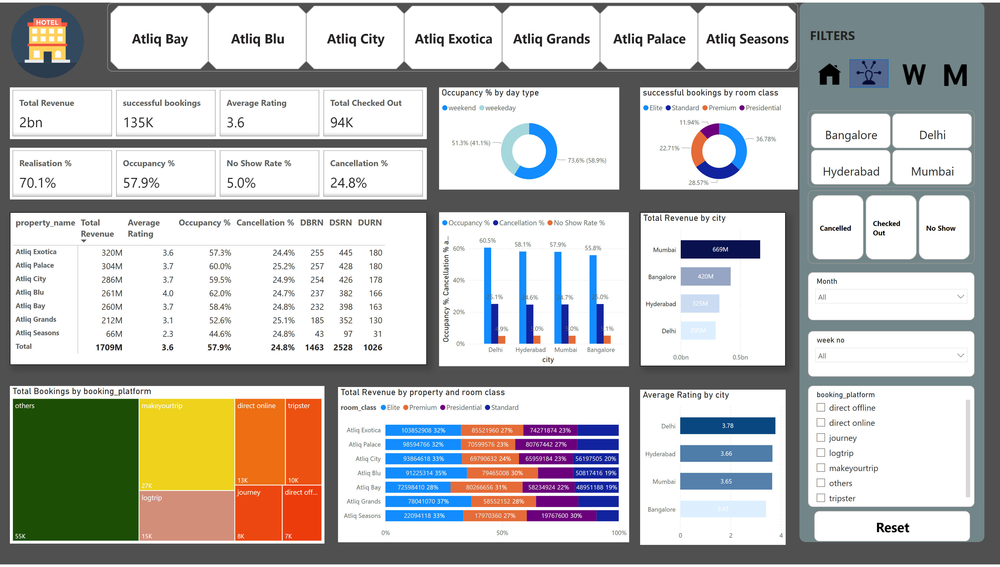 HOTEL
Atliq Bay
Atliq Blu
Atliq City
Atliq Exotica
Atliq Grands
Atliq Palace
Atliq Seasons
Total Revenue
2bn
successful bookings
135K
Average Rating
3.6
Total Checked Out
94K
Realisation %
70.1%
Occupancy %
57.9%
No Show Rate %
5.0%
Cancellation %
24.8%
Occupancy % by day type
weekend weekeday
51.3% (41.1%)
73.6% (58.9%)
successful bookings by room class
Elite Standard Premium Presidential
11.94%
36.78%
22.71%
28.57%
property_name Total Revenue Average Rating Occupancy % Cancellation % DBRN DSRN DURN
Atliq Exotica 320M 3.6 57.3% 24.4% 255 445 180
Atliq Palace 304M 3.7 60.0% 25.2% 257 428 180
Atliq City 286M 3.7 59.5% 24.9% 254 426 178
Atliq Blu 261M 4.0 62.0% 24.7% 237 382 166
Atliq Bay 260M 3.7 58.4% 24.8% 232 398 163
Atliq Grands 212M 3.1 52.6% 25.1% 185 352 130
Atliq Seasons 66M 2.3 44.6% 24.8% 43 97 31
Total 1709M 3.6 57.9% 24.8% 1463 2528 1026
Occupancy % Cancellation % No Show Rate %
Occupancy %, Cancellation % a...
60%
40%
20%
0%
60.5% 58.1% 57.9% 55.8%
25.1% 24.6% 24.7% 25.0%
4.9% 5.0% 5.0% 5.1%
Delhi Hyderabad Mumbai Bangalore
city
Total Revenue by city
Mumbai 669M
Bangalore 420M
Hyderabad 325M
Delhi 295M
0.0bn 0.5bn
Total Bookings by booking_platform
others
55K
makeyourtrip
27K
logtrip
15K
direct online
13K
tripster
10K
journey
8K
direct off...
7K
Total Revenue by property and room class
room_class Elite Premium Presidential Standard
Atliq Exotica 103852908 32% 85521960 27% 74271874 23%
Atliq Palace 98594766 32% 70599576 23% 80767442 27%
Atliq City 93864618 33% 69790632 24% 65959184 23% 56197505 20%
Atliq Blu 91225314 35% 79465008 30% 50817416 19%
Atliq Bay 72598410 28% 80266656 31% 58234924 22% 48951188 19%
Atliq Grands 78041070 37% 58552152 28%
Atliq Seasons 22094118 33% 17970360 27% 19767600 30%
0% 50% 100%
Average Rating by city
Delhi 3.78
Hyderabad 3.66
Mumbai 3.65
Bangalore 3.41
0 2 4
FILTERS
W M
Bangalore
Delhi
Hyderabad
Mumbai
Cancelled
Checked
Out
No Show
Month
All
week no
All
booking_platform
direct offline
direct online
journey
logtrip
makeyourtrip
others
tripster
Reset